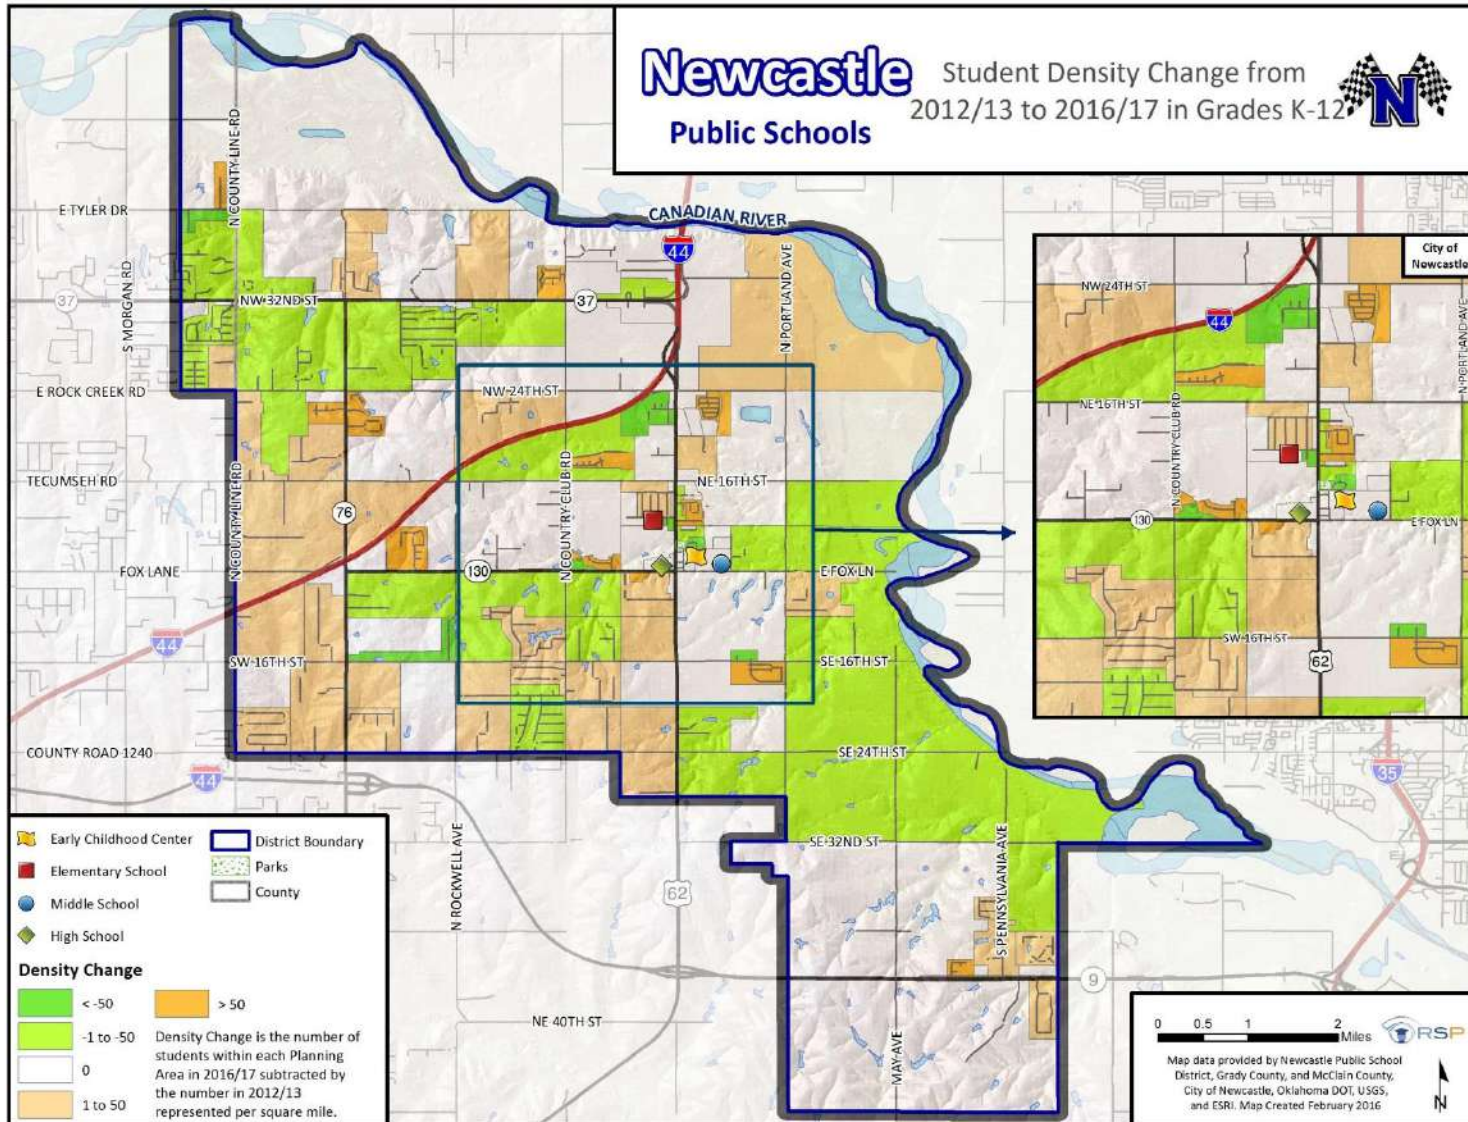 Newcastle
Public Schools
Student Density Change from
2012/13 to 2016/17 in Grades K-12
N
CANADIAN RIVER
44
N COUNTY LINE RD
E TYLER DR
S MORGAN RD
37
NW 32ND ST
37
N PORTLAND AVE
E ROCK CREEK RD
NW 24TH ST
TECUMSEH RD
N COUNTY LINE RD
76
N COUNTRY CLUB RD
NE 16TH ST
FOX LANE
130
E FOX LN
44
SW 16TH ST
SE 16TH ST
COUNTY ROAD 1240
44
SE 24TH ST
SE 32ND ST
N ROCKWELL AVE
62
S PENNSYLVANIA AVE
9
NE 40TH ST
MAY AVE
35
City of
Newcastle
NW 24TH ST
44
N PORTLAND AVE
NE 16TH ST
N COUNTRY CLUB RD
130
E FOX LN
SW 16TH ST
62
Early Childhood Center
Elementary School
Middle School
High School
District Boundary
Parks
County
Density Change
< -50
-1 to -50
0
1 to 50
> 50
Density Change is the number of
students within each Planning
Area in 2016/17 subtracted by
the number in 2012/13
represented per square mile.
0 0.5 1 2
Miles
RSP
Map data provided by Newcastle Public School
District, Grady County, and McClain County,
City of Newcastle, Oklahoma DOT, USGS,
and ESRI. Map Created February 2016
N